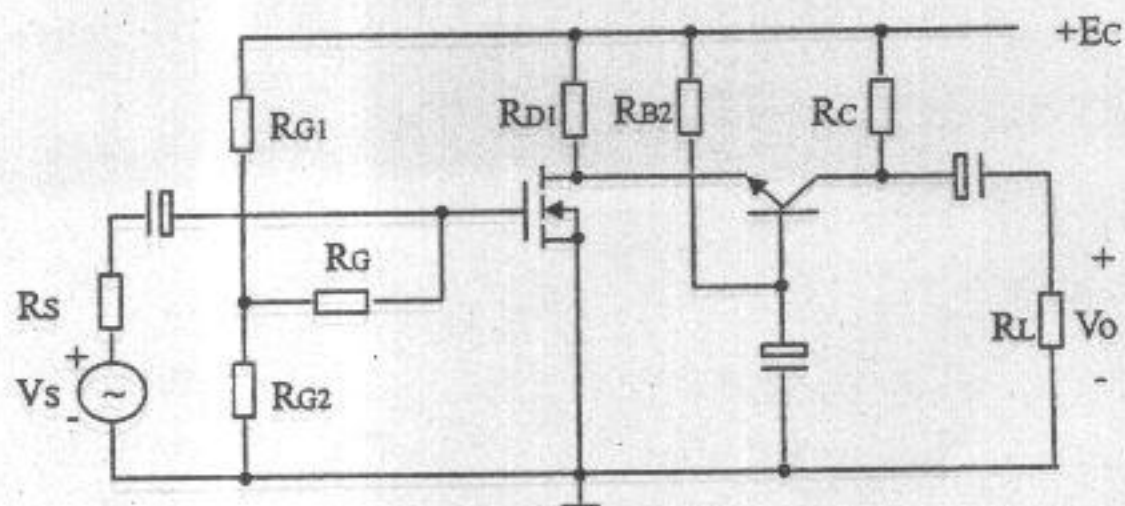 +EC
RG1
RD1
RB2
RC
RG
RS
+
VS
~
-
RG2
RL
+
VO
-